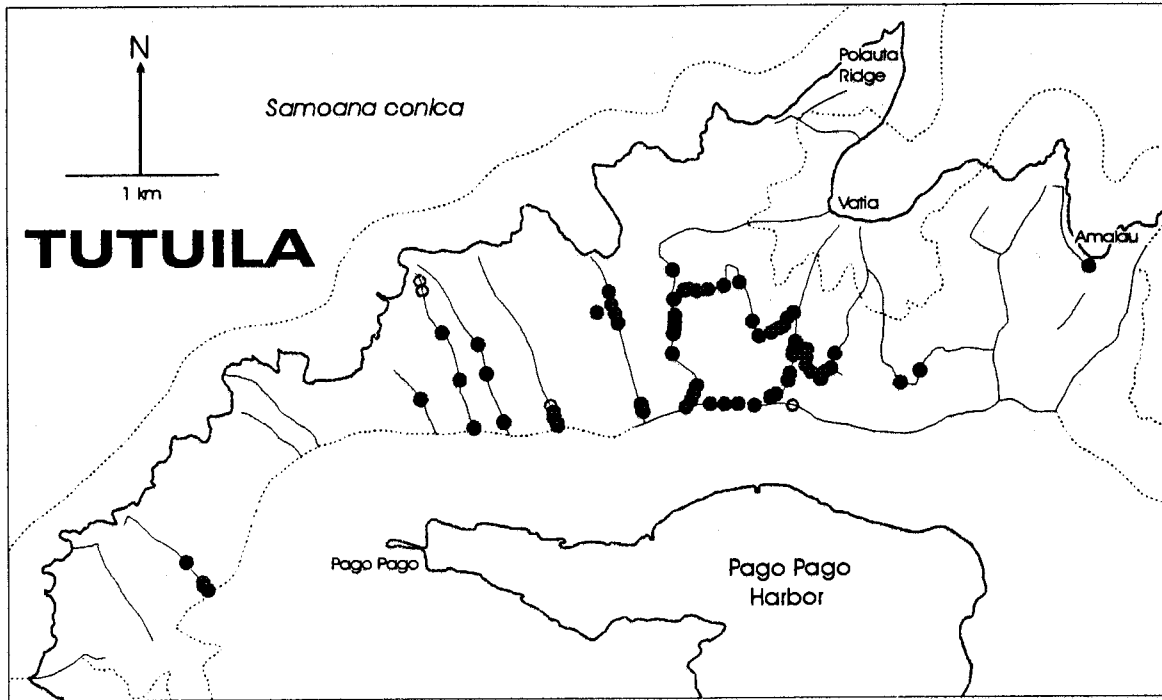 N
Samoana conica
1 km
TUTUILA
Polauta
Ridge
Vatia
Amalau
Pago Pago
Pago Pago
Harbor